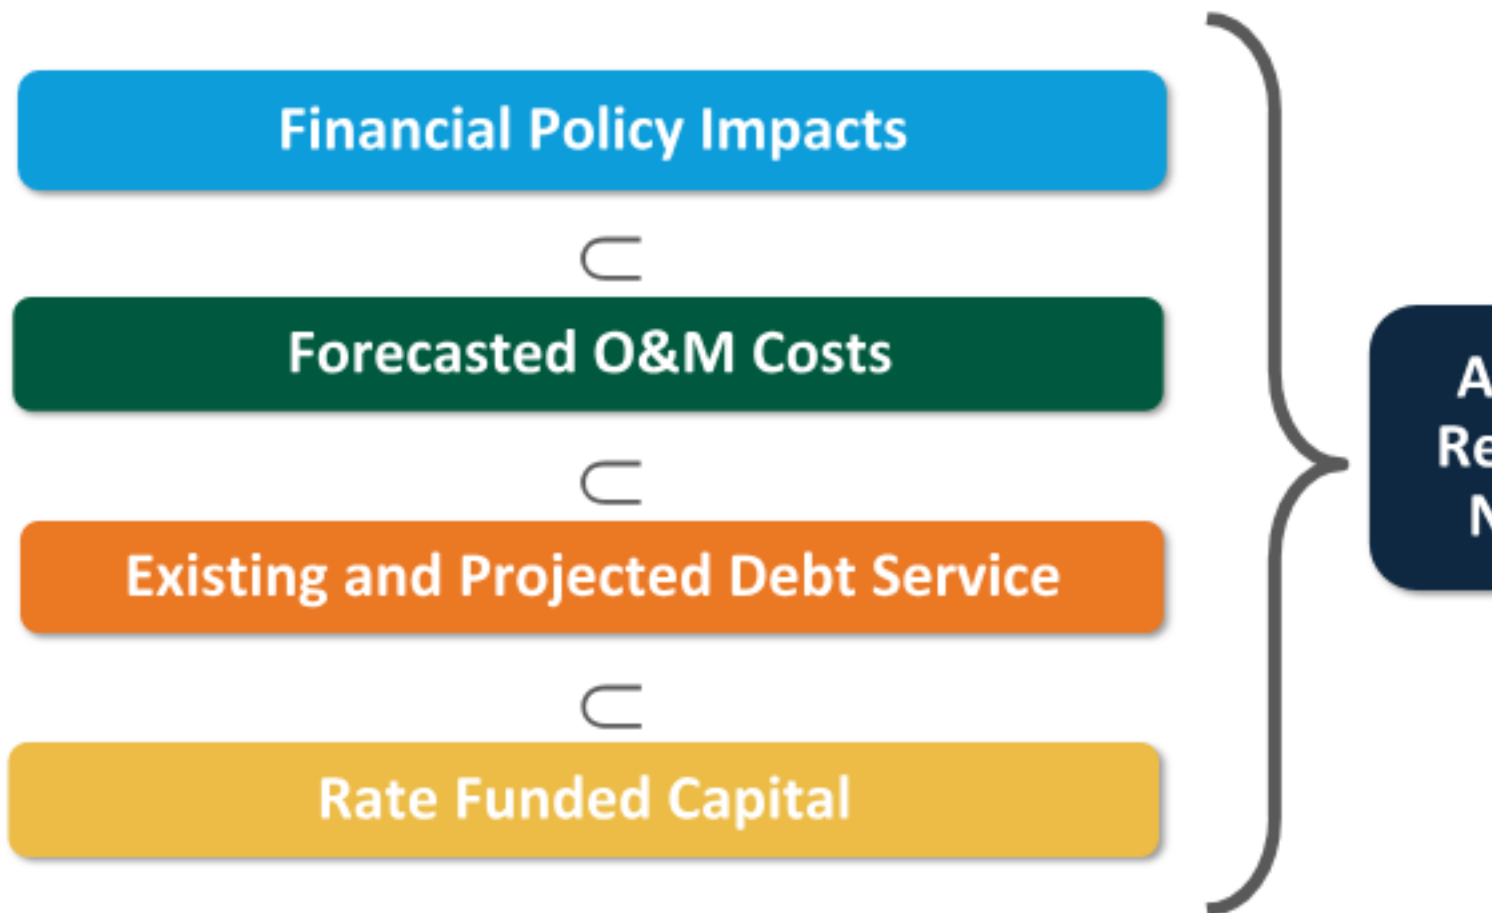 Financial Policy Impacts
⊂
Forecasted O&M Costs
⊂
Existing and Projected Debt Service
⊂
Rate Funded Capital